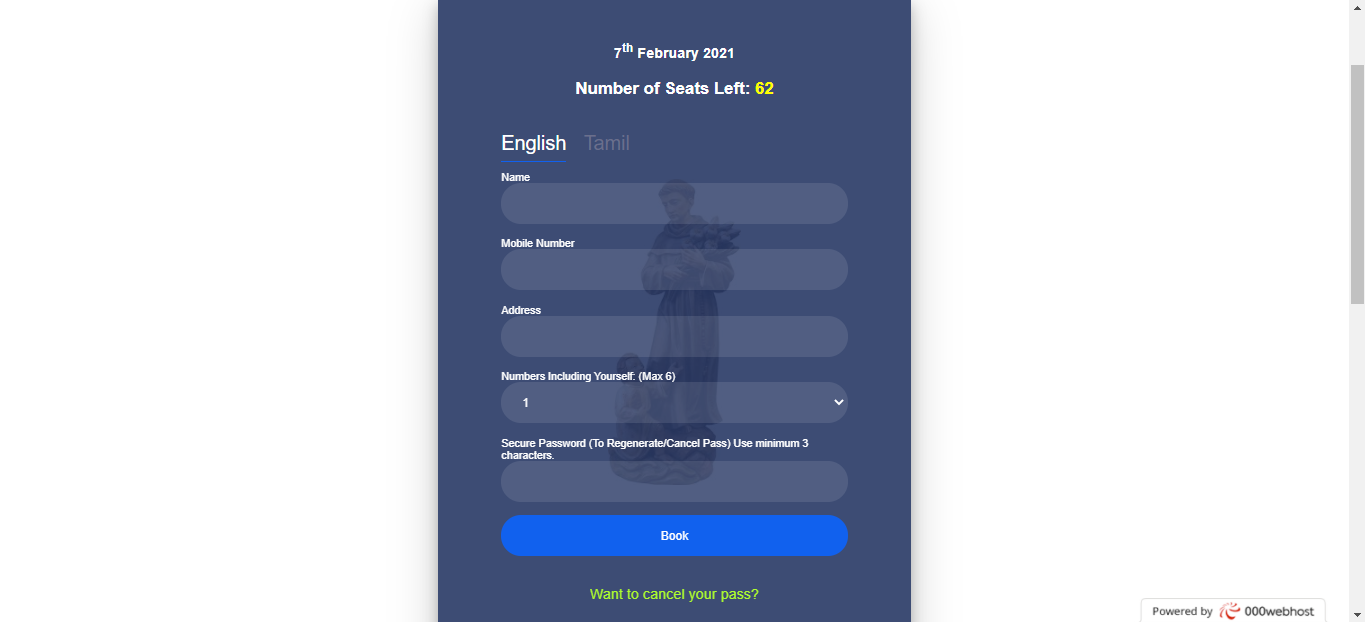 7th February 2021
Number of Seats Left: 62
English Tamil
Name
Mobile Number
Address
Numbers Including Yourself: (Max 6)
1
Secure Password (To Regenerate/Cancel Pass) Use minimum 3
characters.
Book
Want to cancel your pass?
Powered by 000webhost